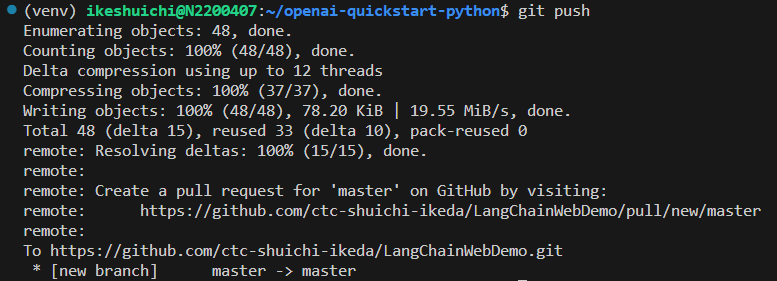 (venv) ikeshuichi@N2200407:~/openai-quickstart-python$ git push
Enumerating objects: 48, done.
Counting objects: 100% (48/48), done.
Delta compression using up to 12 threads
Compressing objects: 100% (37/37), done.
Writing objects: 100% (48/48), 78.20 KiB | 19.55 MiB/s, done.
Total 48 (delta 15), reused 33 (delta 10), pack-reused 0
remote: Resolving deltas: 100% (15/15), done.
remote:
remote: Create a pull request for 'master' on GitHub by visiting:
remote:      https://github.com/ctc-shuichi-ikeda/LangChainWebDemo/pull/new/master
remote:
To https://github.com/ctc-shuichi-ikeda/LangChainWebDemo.git
 * [new branch]      master -> master